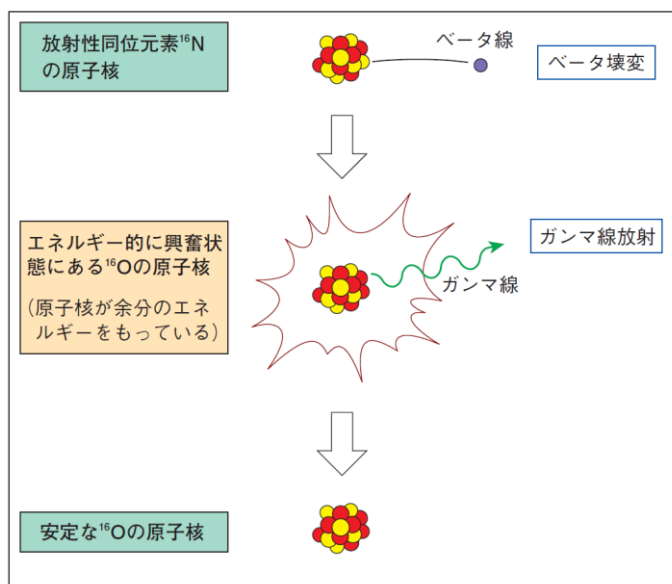 放射性同位元素¹⁶N
の原子核
ベータ線
ベータ壊変
エネルギー的に興奮状
態にある¹⁶Oの原子核
(原子核が余分のエネ
ルギーをもっている)
ガンマ線
ガンマ線放射
安定な¹⁶Oの原子核